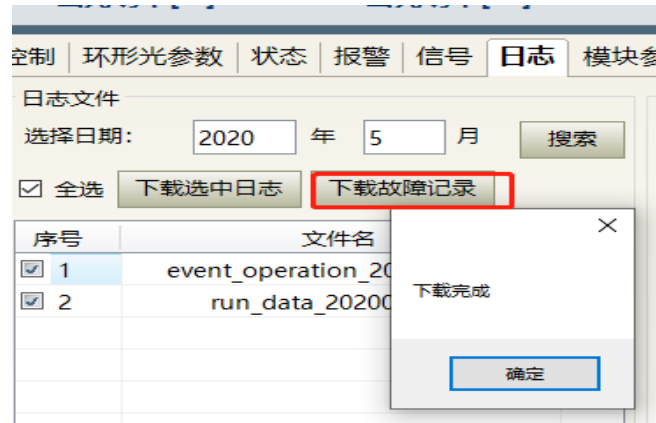 控制 环形光参数 状态 报警 信号 日志 模块参
日志文件
选择日期: 2020 年 5 月 搜索
全选 下载选中日志 下载故障记录
序号 文件名
1 event_operation_20
2 run_data_2020
下载完成
确定